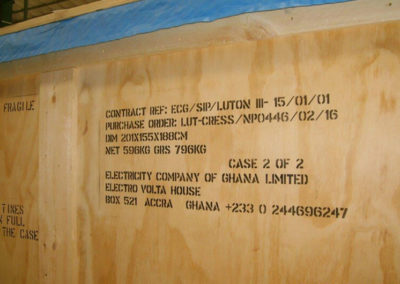 FRAGILE
CONTRACT REF: ECG/SIP/LUTON III- 15/01/01
PURCHASE ORDER: LUT-CRESS/NP0446/02/16
DIM 201X155X188CM
NET 596KG GRS 796KG
CASE 2 OF 2
ELECTRICITY COMPANY OF GHANA LIMITED
ELECTRO VOLTA HOUSE
BOX 521 ACCRA GHANA +233 0 244696247
TINES
FULL
THE CASE